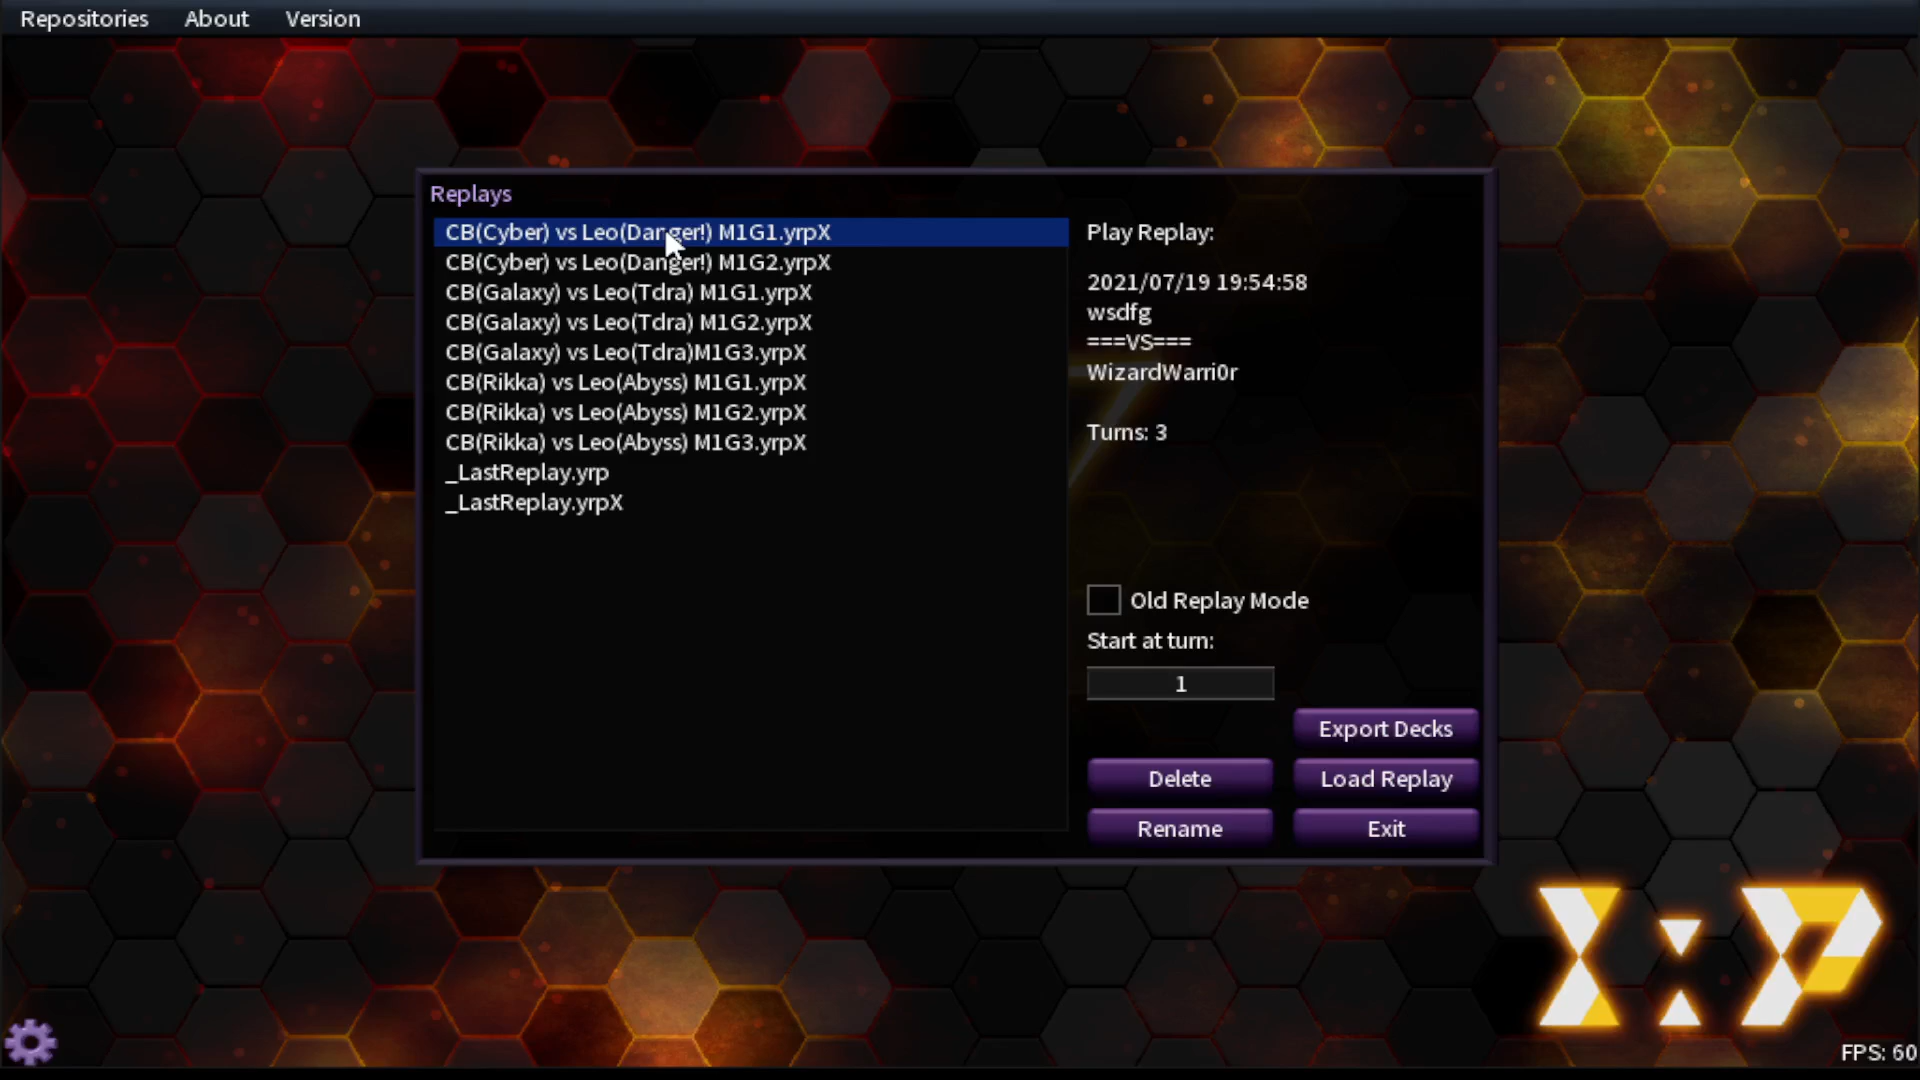 Repositories About Version
Replays
CB(Cyber) vs Leo(Danger!) M1G1.yrpX
CB(Cyber) vs Leo(Danger!) M1G2.yrpX
CB(Galaxy) vs Leo(Tdra) M1G1.yrpX
CB(Galaxy) vs Leo(Tdra) M1G2.yrpX
CB(Galaxy) vs Leo(Tdra)M1G3.yrpX
CB(Rikka) vs Leo(Abyss) M1G1.yrpX
CB(Rikka) vs Leo(Abyss) M1G2.yrpX
CB(Rikka) vs Leo(Abyss) M1G3.yrpX
_LastReplay.yrp
_LastReplay.yrpX
Play Replay:
2021/07/19 19:54:58
wsdfg
===VS===
WizardWarri0r
Turns: 3
Old Replay Mode
Start at turn:
1
Export Decks
Delete Load Replay
Rename Exit
X:P
FPS: 60